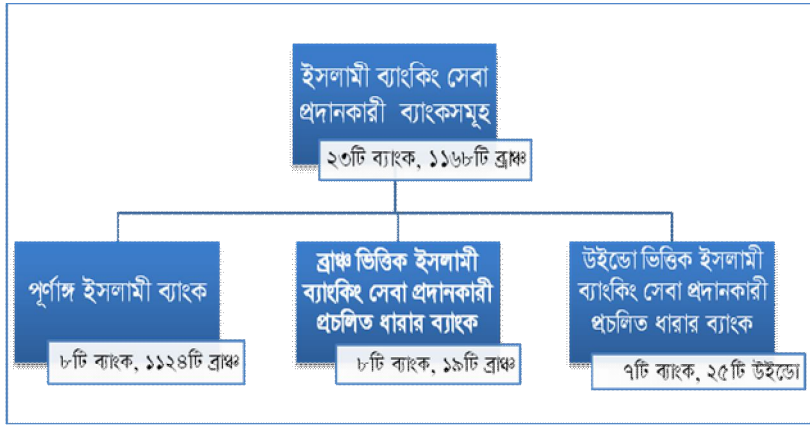 ইসলামী ব্যাংকিং সেবা
প্রদানকারী ব্যাংকসমূহ
২৩টি ব্যাংক, ১১৬৮টি ব্রাঞ্চ
পূর্ণাঙ্গ ইসলামী ব্যাংক
৮টি ব্যাংক, ১১২৪টি ব্রাঞ্চ
ব্রাঞ্চ ভিত্তিক ইসলামী
ব্যাংকিং সেবা প্রদানকারী
প্রচলিত ধারার ব্যাংক
৮টি ব্যাংক, ১৯টি ব্রাঞ্চ
উইন্ডো ভিত্তিক ইসলামী
ব্যাংকিং সেবা প্রদানকারী
প্রচলিত ধারার ব্যাংক
৭টি ব্যাংক, ২৫টি উইন্ডো